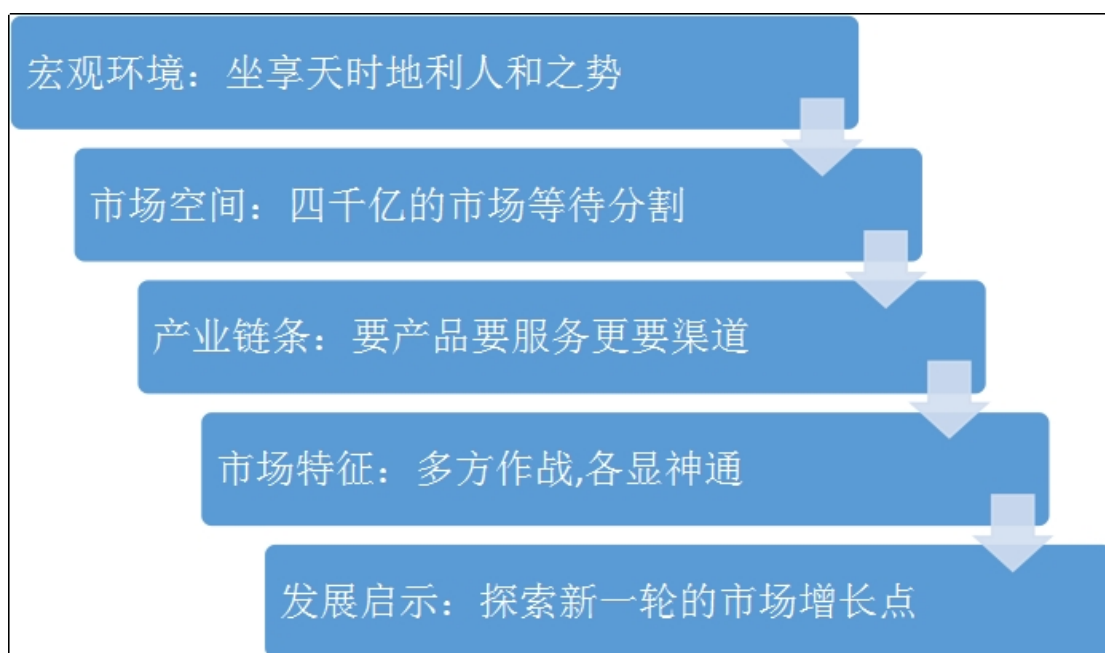 宏观环境：坐享天时地利人和之势
市场空间：四千亿的市场等待分割
产业链条：要产品要服务更要渠道
市场特征：多方作战,各显神通
发展启示：探索新一轮的市场增长点